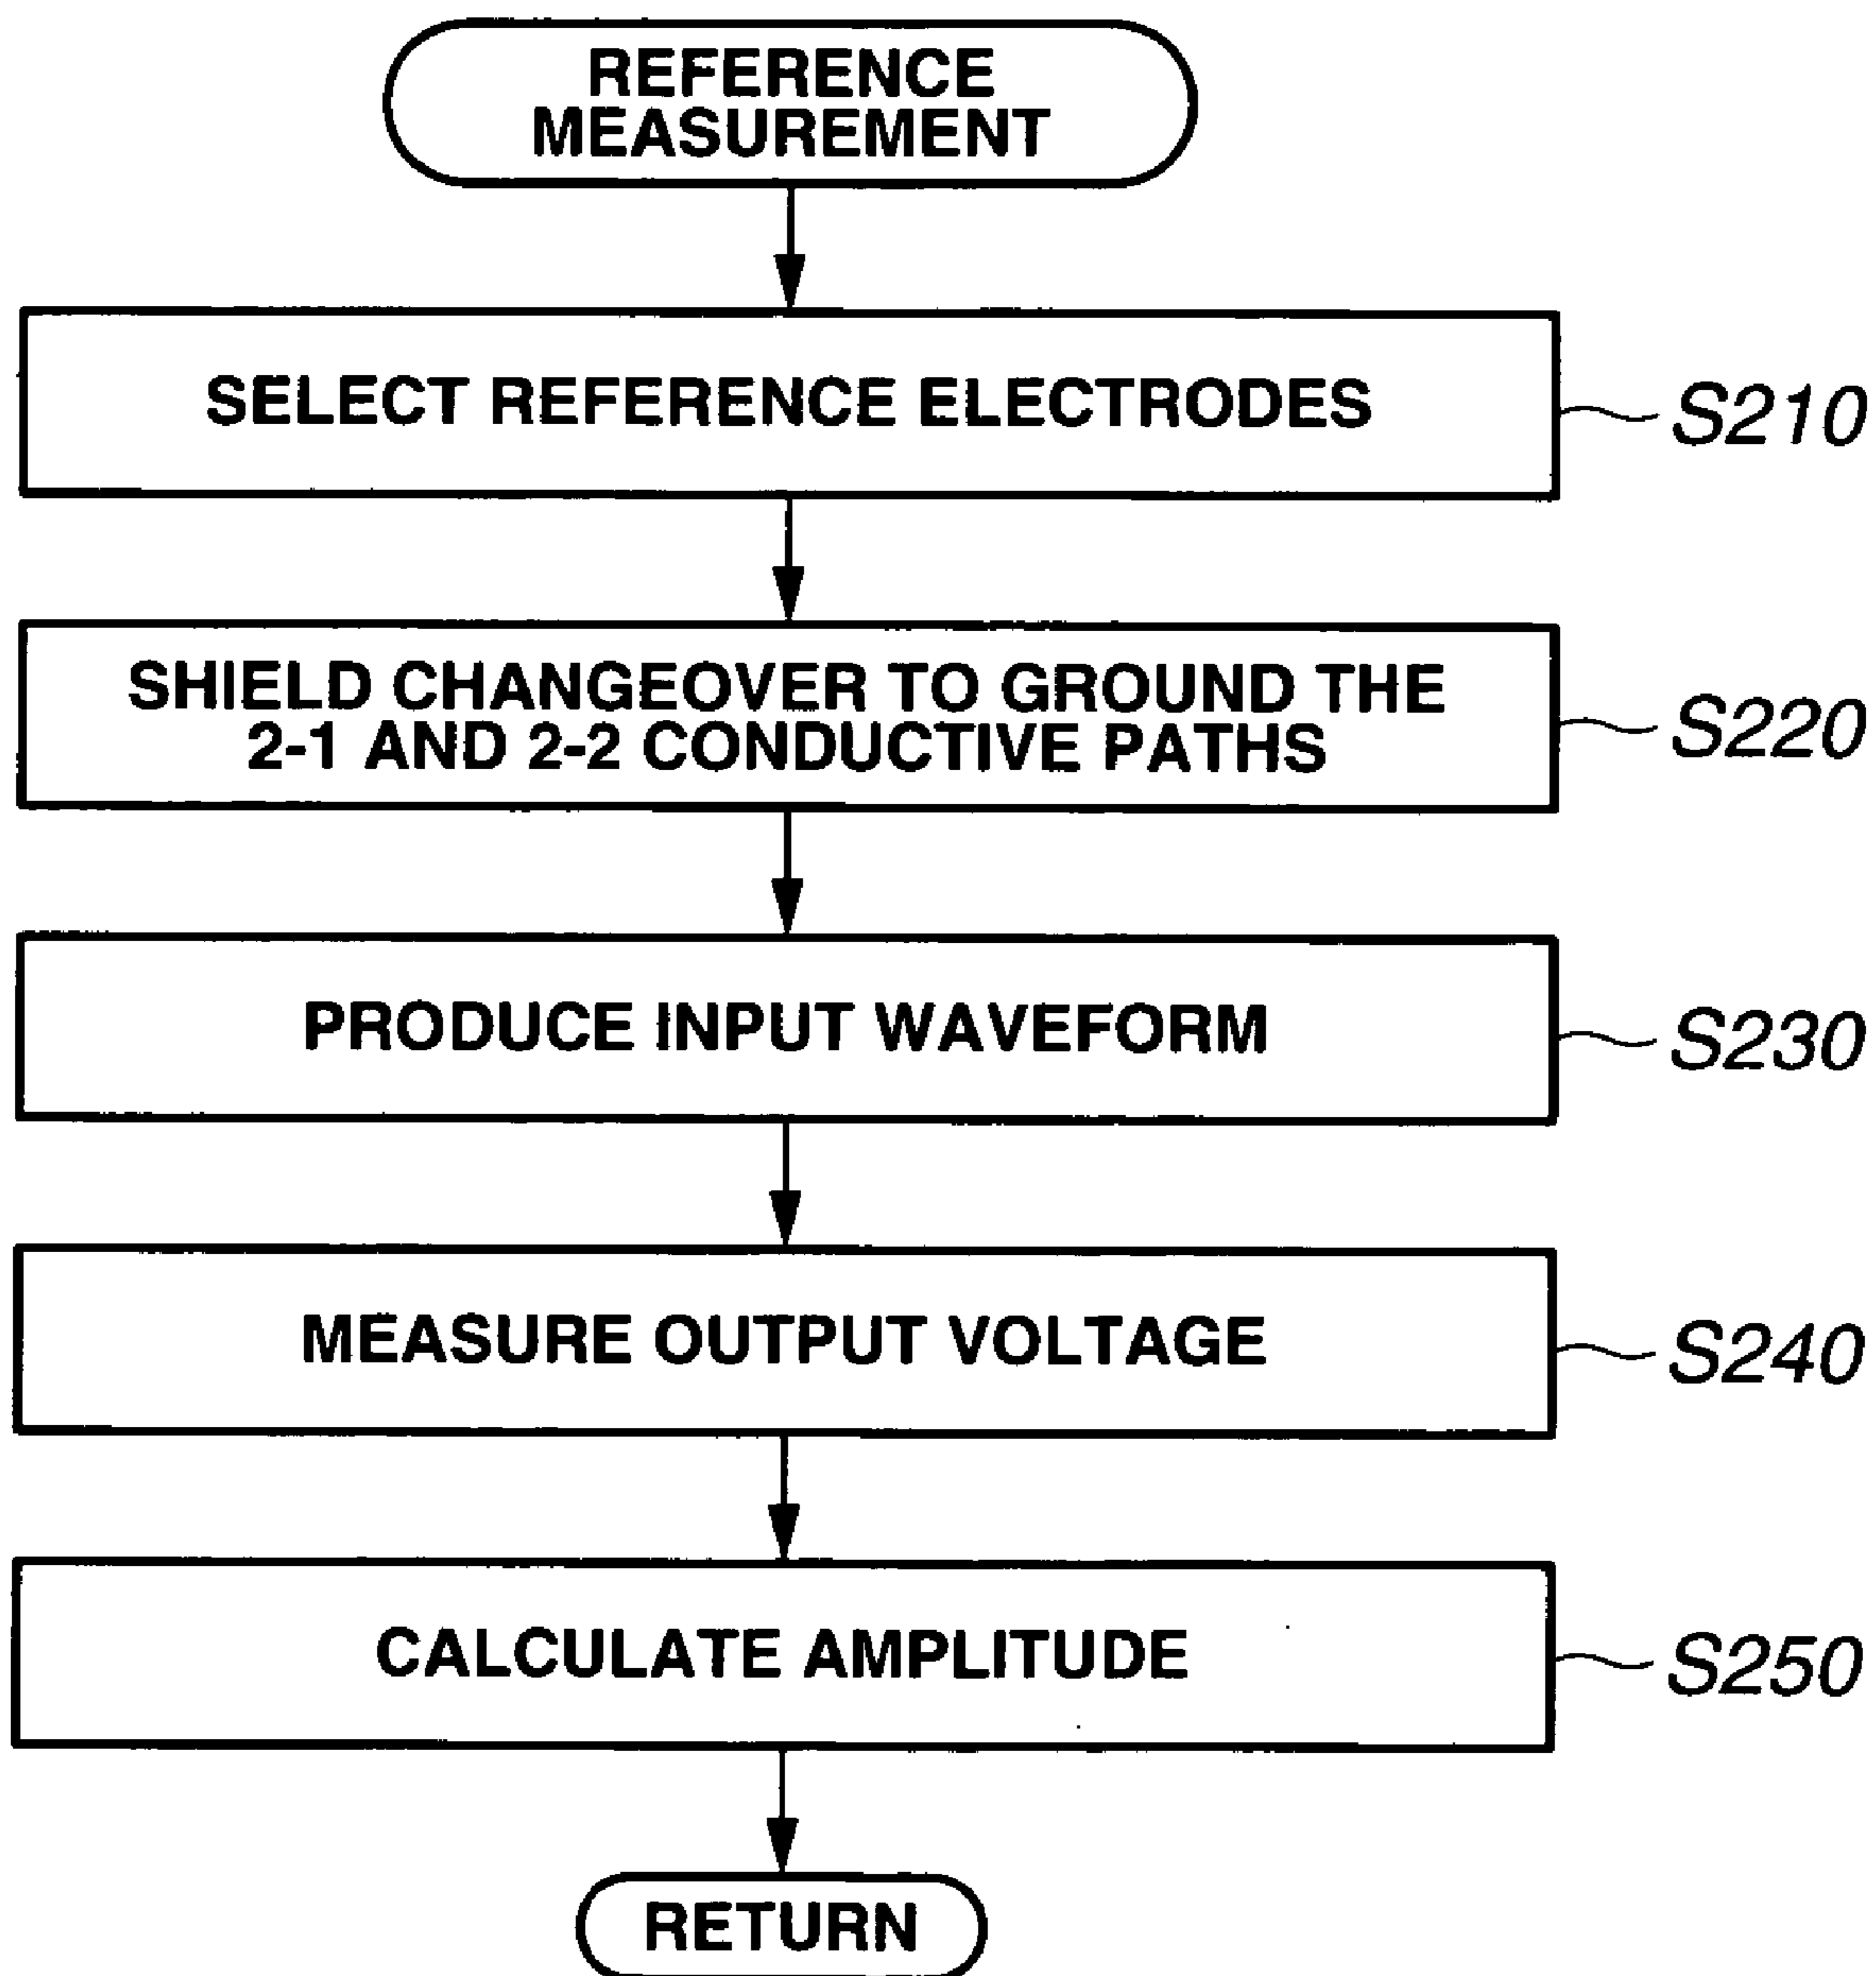 REFERENCE
MEASUREMENT
SELECT REFERENCE ELECTRODES
S210
SHIELD CHANGEOVER TO GROUND THE
2-1 AND 2-2 CONDUCTIVE PATHS
S220
PRODUCE INPUT WAVEFORM
S230
MEASURE OUTPUT VOLTAGE
S240
CALCULATE AMPLITUDE
S250
RETURN